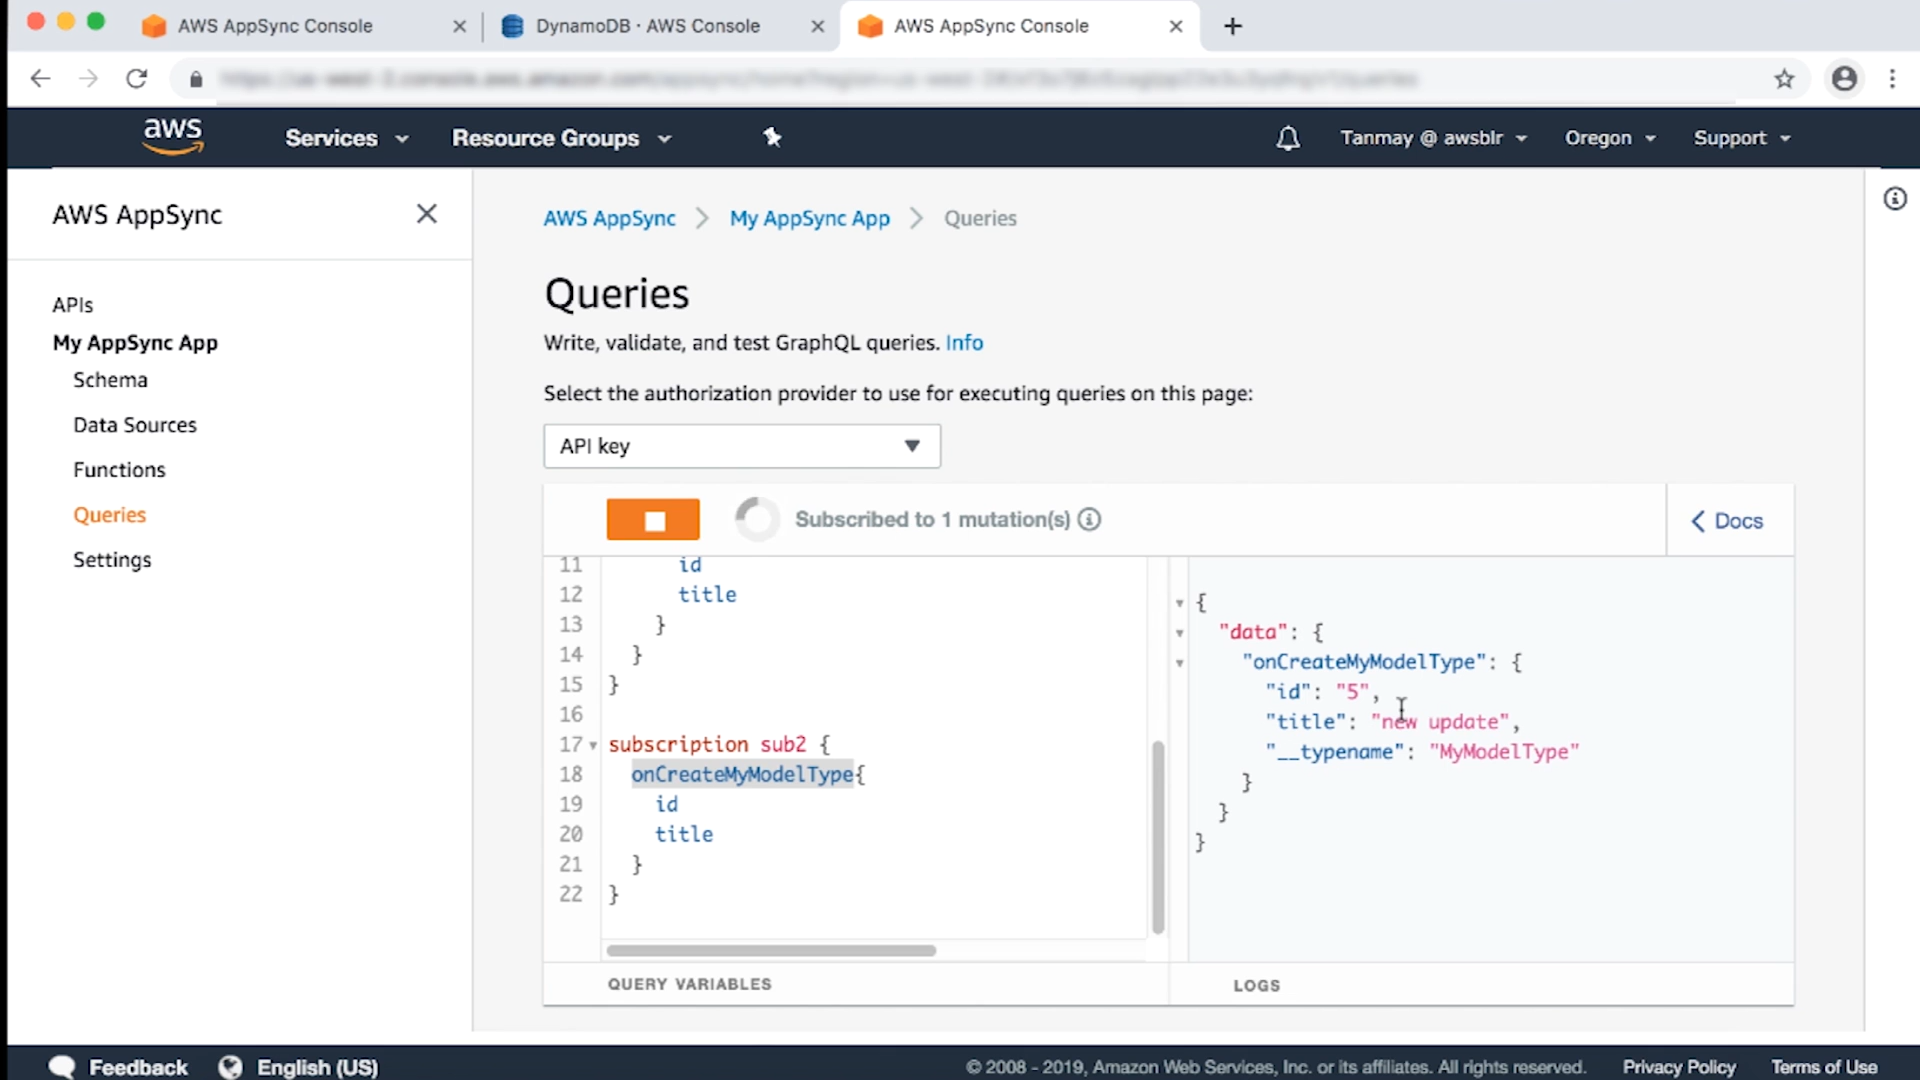 AWS AppSync Console
DynamoDB · AWS Console
AWS AppSync Console
aws
Services
Resource Groups
Tanmay @ awsblr
Oregon
Support
AWS AppSync
APIs
My AppSync App
Schema
Data Sources
Functions
Queries
Settings
AWS AppSync > My AppSync App > Queries
Queries
Write, validate, and test GraphQL queries. Info
Select the authorization provider to use for executing queries on this page:
API key
Subscribed to 1 mutation(s)
Docs
11 id
12 title
13 }
14 }
15 }
16
17 subscription sub2 {
18 onCreateMyModelType{
19 id
20 title
21 }
22 }
{
"data": {
"onCreateMyModelType": {
"id": "5",
"title": "new update",
"__typename": "MyModelType"
}
}
}
QUERY VARIABLES
LOGS
Feedback
English (US)
© 2008 - 2019, Amazon Web Services, Inc. or its affiliates. All rights reserved.
Privacy Policy
Terms of Use